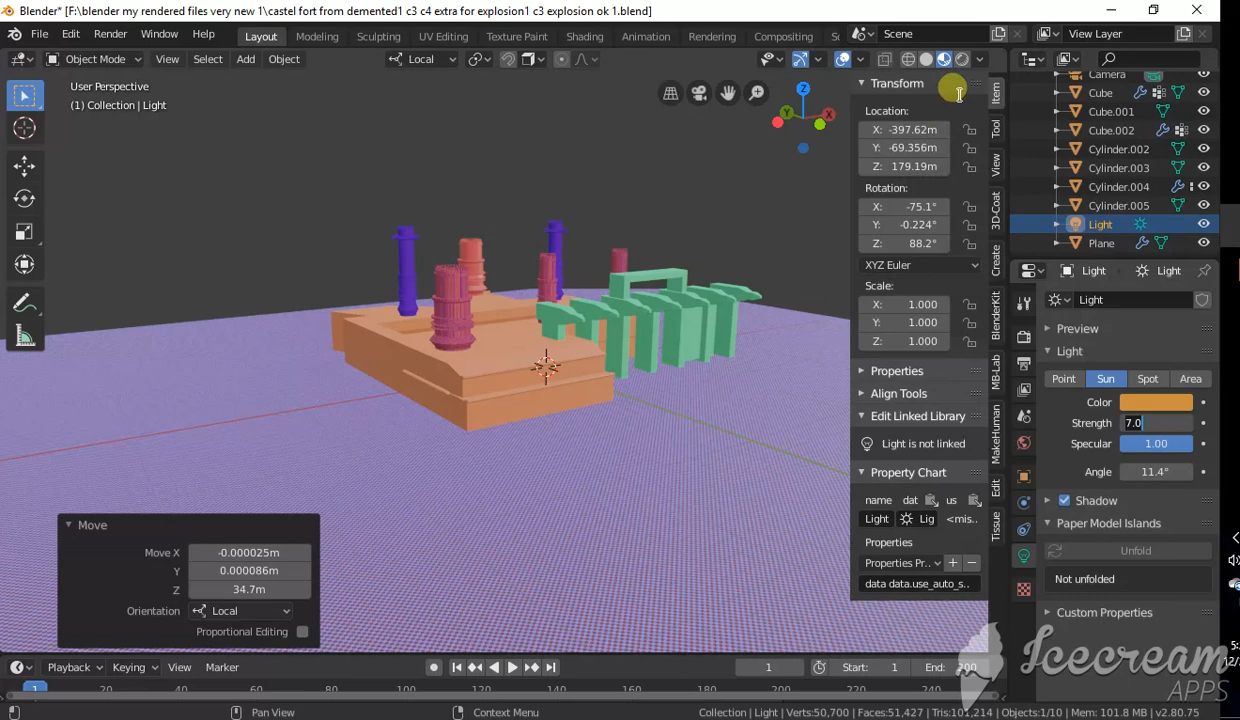 Blender* [F:\blender my rendered files very new 1\castel fort from demented1 c3 c4 extra for explosion1 c3 explosion ok 1.blend]
File Edit Render Window Help Layout Modeling Sculpting UV Editing Texture Paint Shading Animation Rendering Compositing Sc Scene View Layer
Object Mode View Select Add Object Local
User Perspective
(1) Collection | Light
Z
Y
X
Transform
Location:
X: -397.62m
Y: -69.356m
Z: 179.19m
Rotation:
X: -75.1°
Y: -0.224°
Z: 88.2°
XYZ Euler
Scale:
X: 1.000
Y: 1.000
Z: 1.000
Properties
Align Tools
Edit Linked Library
Light is not linked
Property Chart
name dat us
Light Lig <mis..
Properties
Properties Pr..
data data.use_auto_s..
Item
Tool
View
3D-Coat
Create
BlenderKit
MB-Lab
MakeHuman
Edit
Tissue
Camera
Cube
Cube.001
Cube.002
Cylinder.002
Cylinder.003
Cylinder.004
Cylinder.005
Light
Plane
Light Light
Light
Preview
Light
Point Sun Spot Area
Color
Strength 7.0
Specular 1.00
Angle 11.4°
Shadow
Paper Model Islands
Unfold
Not unfolded
Custom Properties
Move
Move X -0.000025m
Y 0.000086m
Z 34.7m
Orientation Local
Proportional Editing
Playback Keying View Marker 1 Start: 1 End: 200
1 20 40 60 80 100 120 140 160 180 200 220 240
Pan View Context Menu Collection | Light | Verts:50,700 | Faces:51,427 | Tris:101,214 | Objects:1/10 | Mem: 101.8 MB | v2.80.75
Icecream
APPS